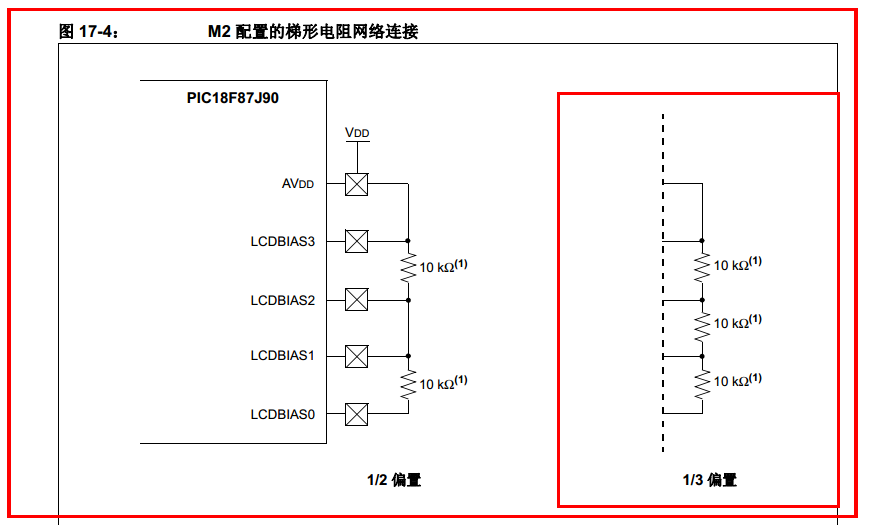 图 17-4： M2 配置的梯形电阻网络连接
PIC18F87J90
VDD
AVDD
LCDBIAS3
10 kΩ(1)
10 kΩ(1)
LCDBIAS2
10 kΩ(1)
LCDBIAS1
10 kΩ(1)
10 kΩ(1)
LCDBIAS0
1/2 偏置
1/3 偏置